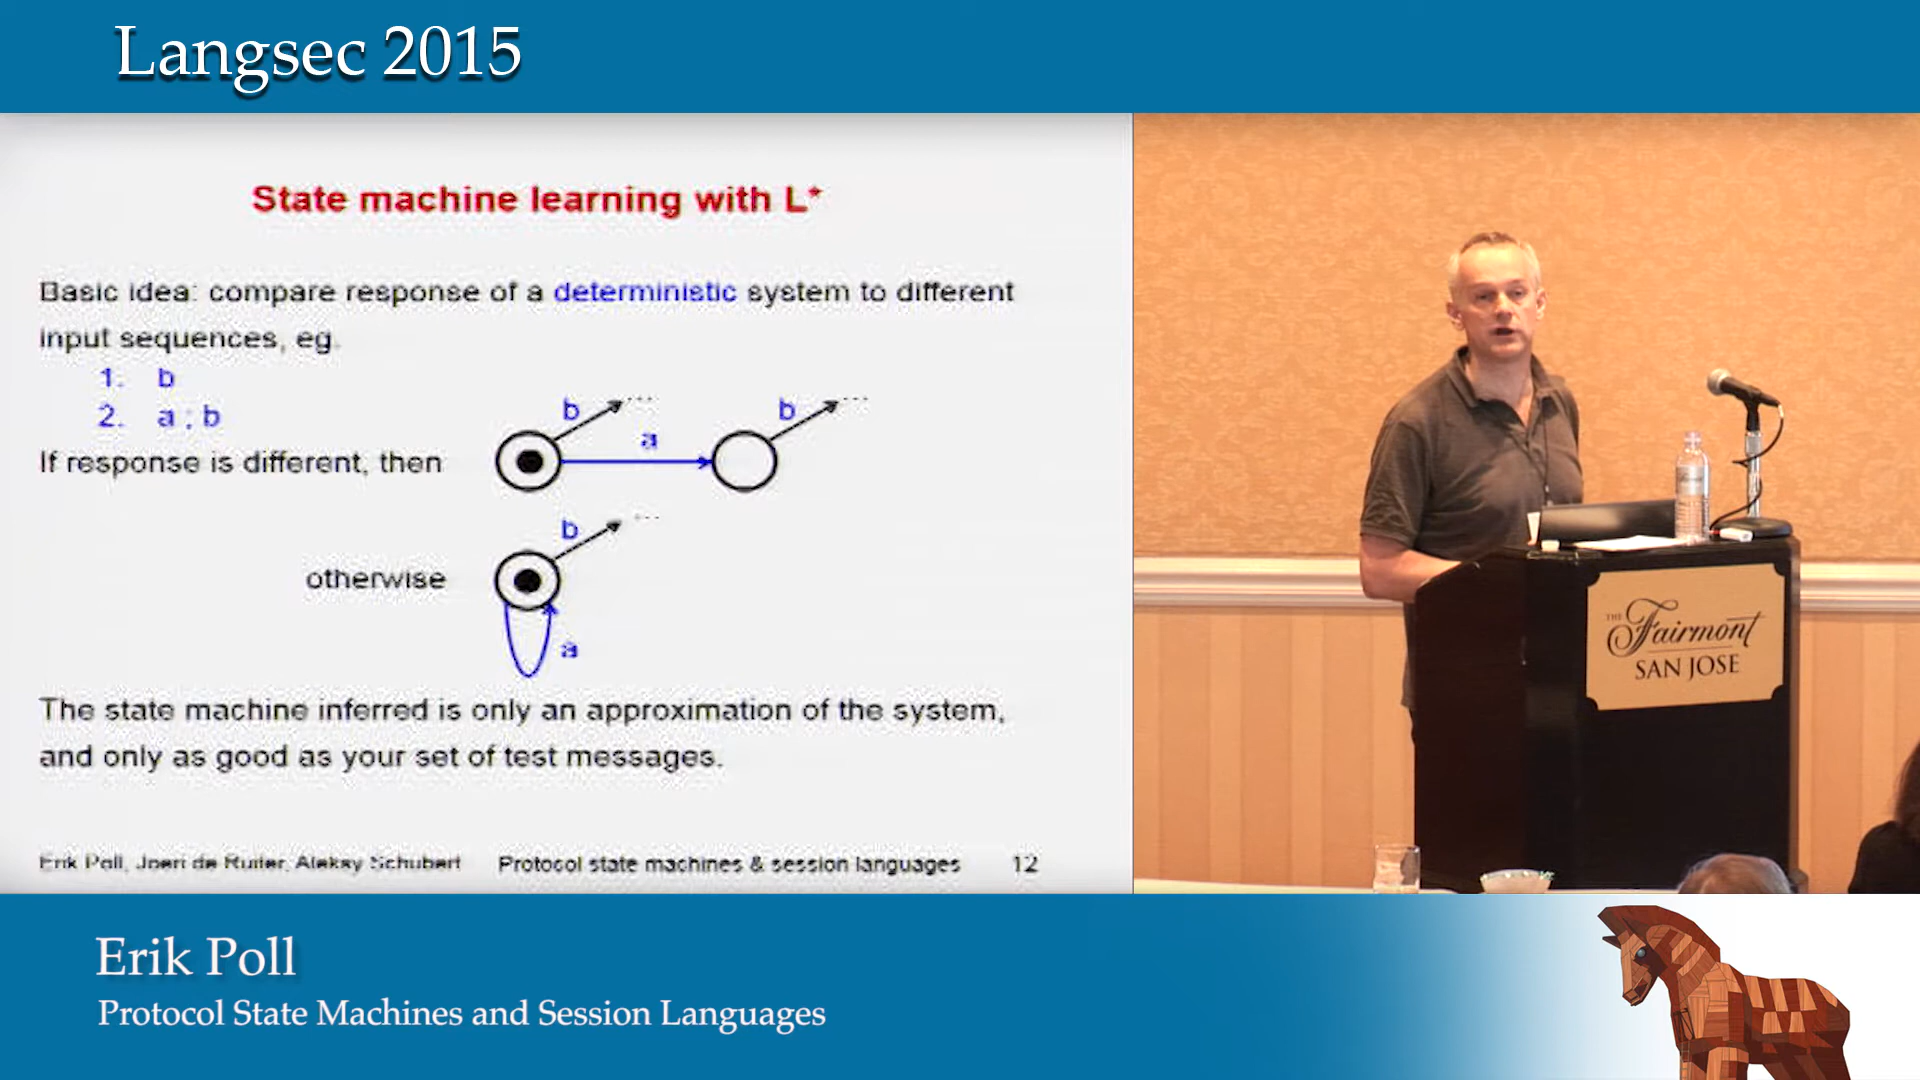 Langsec 2015
State machine learning with L*
Basic idea: compare response of a deterministic system to different
input sequences, eg.
1. b
2. a ; b
If response is different, then
b ...
a
b ...
otherwise
b ...
a
The state machine inferred is only an approximation of the system,
and only as good as your set of test messages.
Erik Poll, Joeri de Ruiter, Aleksy Schubert Protocol state machines & session languages 12
THE
Fairmont
SAN JOSE
Erik Poll
Protocol State Machines and Session Languages